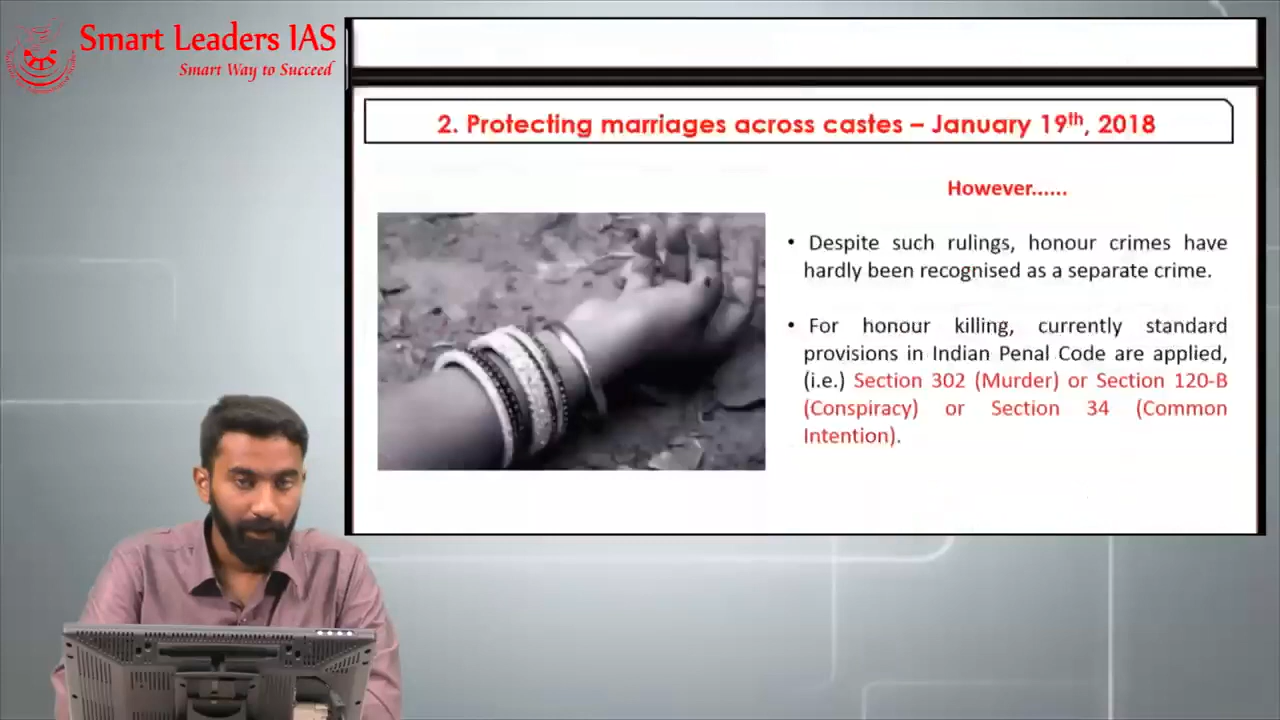 Smart Leaders IAS
Smart Way to Succeed
2. Protecting marriages across castes – January 19th, 2018
However......
• Despite such rulings, honour crimes have
hardly been recognised as a separate crime.
• For honour killing, currently standard
provisions in Indian Penal Code are applied,
(i.e.) Section 302 (Murder) or Section 120-B
(Conspiracy) or Section 34 (Common
Intention).